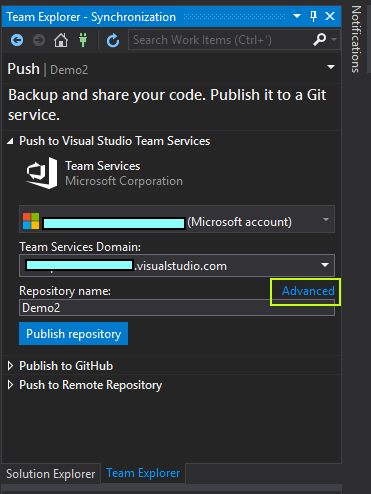 Team Explorer - Synchronization
Search Work Items (Ctrl+')
Notifications
Push | Demo2
Backup and share your code. Publish it to a Git
service.
Push to Visual Studio Team Services
Team Services
Microsoft Corporation
(Microsoft account)
Team Services Domain:
.visualstudio.com
Repository name:
Advanced
Demo2
Publish repository
Publish to GitHub
Push to Remote Repository
Solution Explorer
Team Explorer